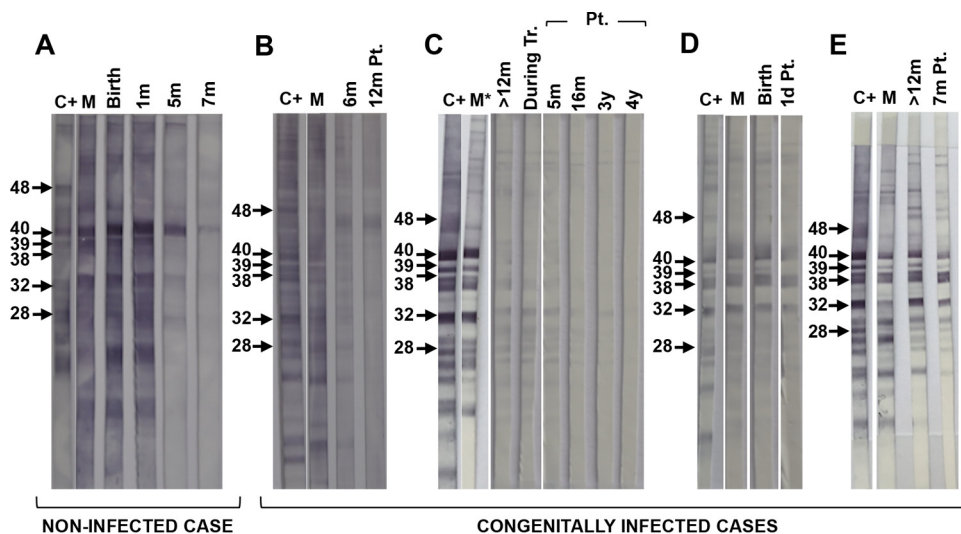 A
C+ M Birth 1m 5m 7m
48
40
39
38
32
28
B
C+ M 6m 12m Pt.
48
40
39
38
32
28
C
Pt.
C+ M* >12m During Tr. 5m 16m 3y 4y
48
40
39
38
32
28
D
C+ M Birth 1d Pt.
48
40
39
38
32
28
E
C+ M >12m 7m Pt.
48
40
39
38
32
28
NON-INFECTED CASE
CONGENITALLY INFECTED CASES